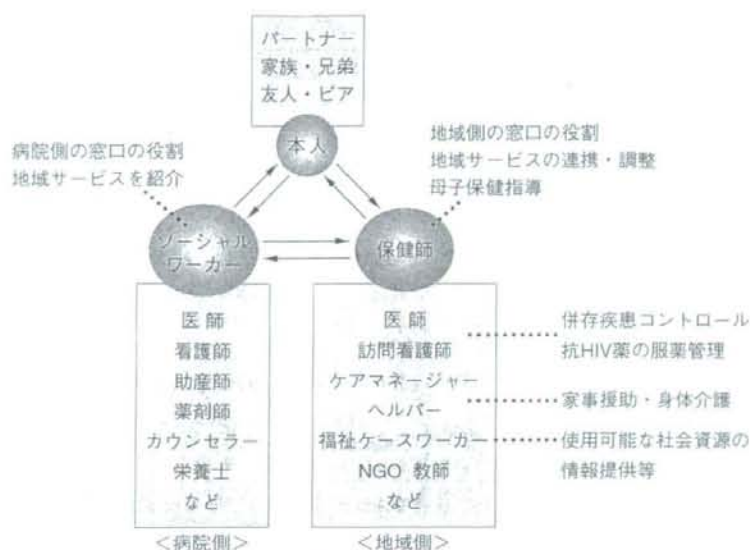 パートナー
家族・兄弟
友人・ピア
本人
病院側の窓口の役割
地域サービスを紹介
地域側の窓口の役割
地域サービスの連携・調整
母子保健指導
ソーシャル
ワーカー
保健師
医師
看護師
助産師
薬剤師
カウンセラー
栄養士
など
<病院側>
医師
訪問看護師
ケアマネージャー
ヘルパー
福祉ケースワーカー
NGO 教師
など
<地域側>
併存疾患コントロール
抗HIV薬の服薬管理
家事援助・身体介護
使用可能な社会資源の
情報提供等